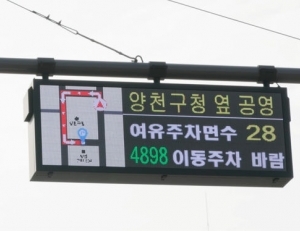 양천구청 옆 공영
여유주차면수 28
4898 이동주차 바람